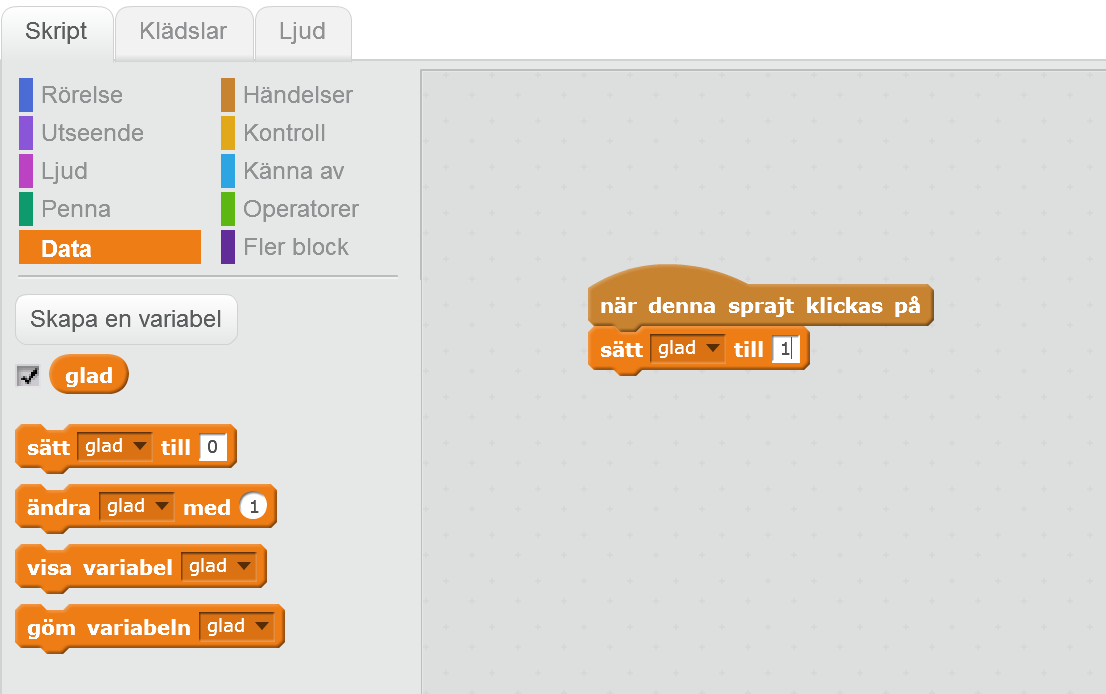 Skript Klädslar Ljud
Rörelse
Utseende
Ljud
Penna
Data
Händelser
Kontroll
Känna av
Operatorer
Fler block
Skapa en variabel
glad
sätt glad till 0
ändra glad med 1
visa variabel glad
göm variabeln glad
när denna sprajt klickas på
sätt glad till 1